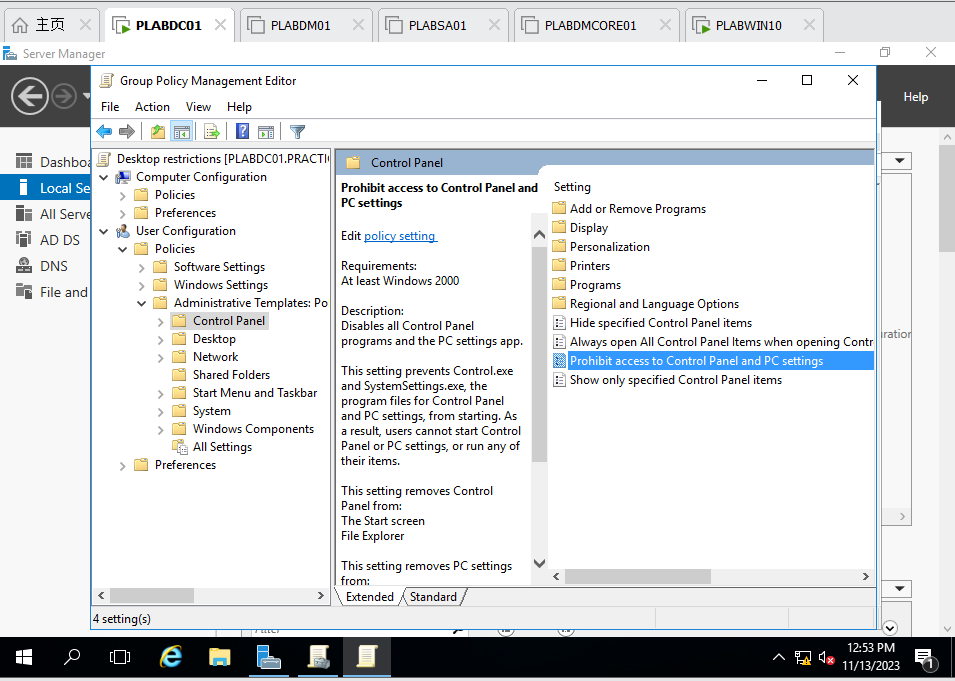 主页
PLABDC01
PLABDM01
PLABSA01
PLABDMCORE01
PLABWIN10
Server Manager
Help
Dashbo
Local Se
All Serve
AD DS
DNS
File and
Group Policy Management Editor
File Action View Help
Desktop restrictions [PLABDC01.PRACTI
Computer Configuration
Policies
Preferences
User Configuration
Policies
Software Settings
Windows Settings
Administrative Templates: Po
Control Panel
Desktop
Network
Shared Folders
Start Menu and Taskbar
System
Windows Components
All Settings
Preferences
Control Panel
Prohibit access to Control Panel and
PC settings
Edit policy setting
Requirements:
At least Windows 2000
Description:
Disables all Control Panel
programs and the PC settings app.
This setting prevents Control.exe
and SystemSettings.exe, the
program files for Control Panel
and PC settings, from starting. As
a result, users cannot start Control
Panel or PC settings, or run any of
their items.
This setting removes Control
Panel from:
The Start screen
File Explorer
This setting removes PC settings
from:
Setting
Add or Remove Programs
Display
Personalization
Printers
Programs
Regional and Language Options
Hide specified Control Panel items
Always open All Control Panel Items when opening Contr
Prohibit access to Control Panel and PC settings
Show only specified Control Panel items
Extended
Standard
4 setting(s)
uration
Filter
12:53 PM
11/13/2023
1